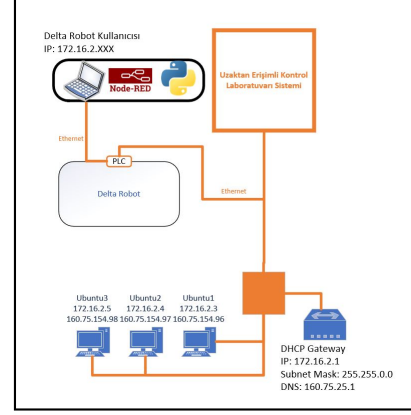 Delta Robot Kullanıcısı
IP: 172.16.2.XXX
Node-RED
Uzaktan Erişimli Kontrol
Laboratuvarı Sistemi
Ethernet
PLC
Delta Robot
Ethernet
Ubuntu3
172.16.2.5
160.75.154.98
Ubuntu2
172.16.2.4
160.75.154.97
Ubuntu1
172.16.2.3
160.75.154.96
DHCP Gateway
IP: 172.16.2.1
Subnet Mask: 255.255.0.0
DNS: 160.75.25.1